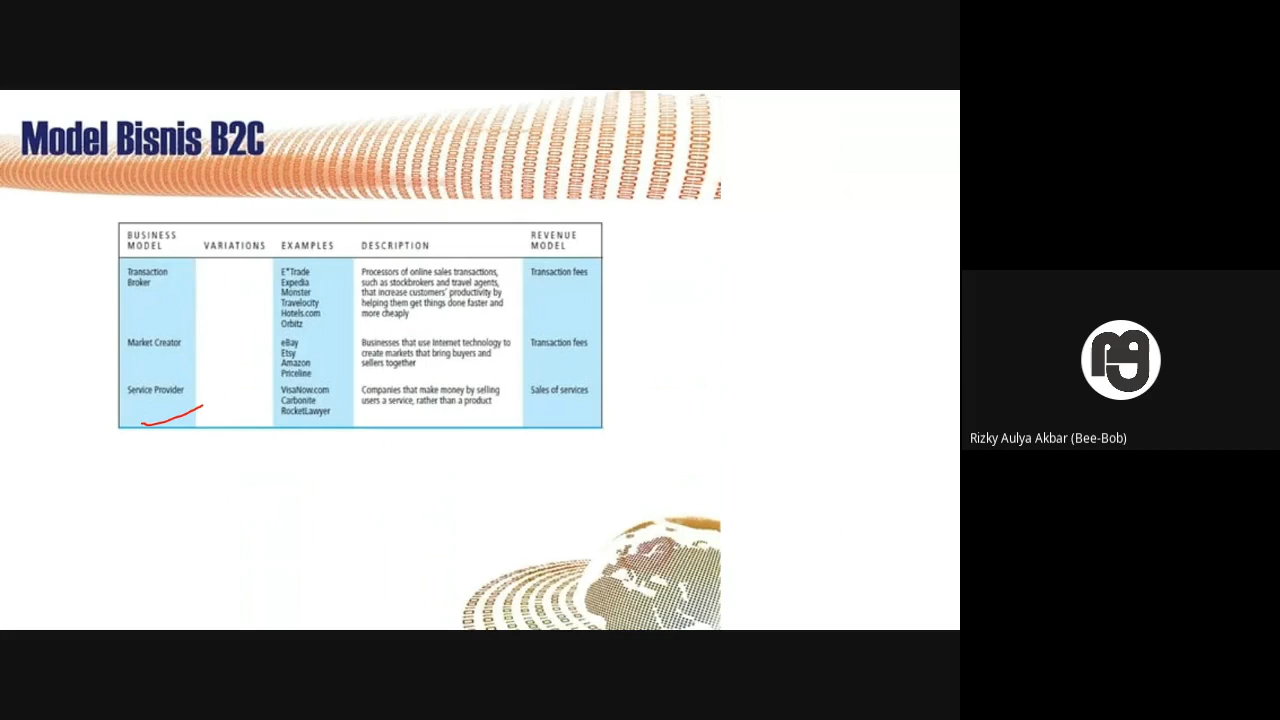 Model Bisnis B2C
BUSINESS
MODEL
VARIATIONS
EXAMPLES
DESCRIPTION
REVENUE
MODEL
Transaction
Broker
E*Trade
Expedia
Monster
Travelocity
Hotels.com
Orbitz
Processors of online sales transactions,
such as stockbrokers and travel agents,
that increase customers' productivity by
helping them get things done faster and
more cheaply
Transaction fees
Market Creator
eBay
Etsy
Amazon
Priceline
Businesses that use Internet technology to
create markets that bring buyers and
sellers together
Transaction fees
Service Provider
VisaNow.com
Carbonite
RocketLawyer
Companies that make money by selling
users a service, rather than a product
Sales of services
Rizky Aulya Akbar (Bee-Bob)